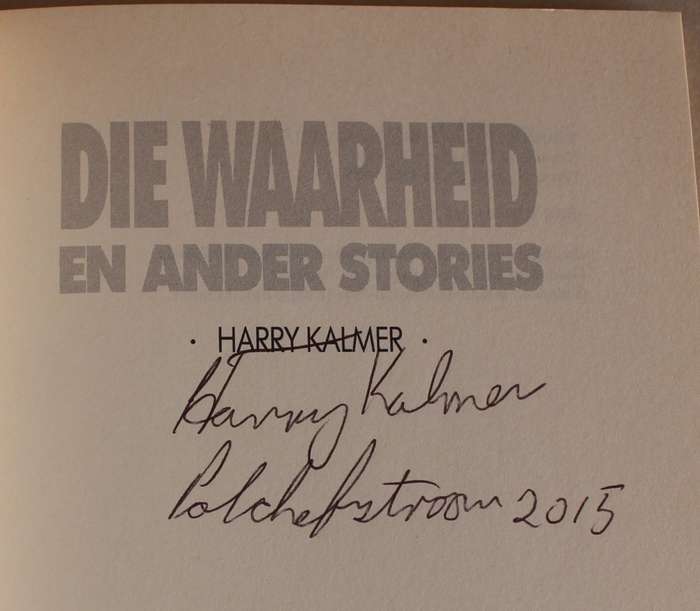 DIE WAARHEID
EN ANDER STORIES
· HARRY KALMER ·
Harry Kalmer
Potchefstroom 2015